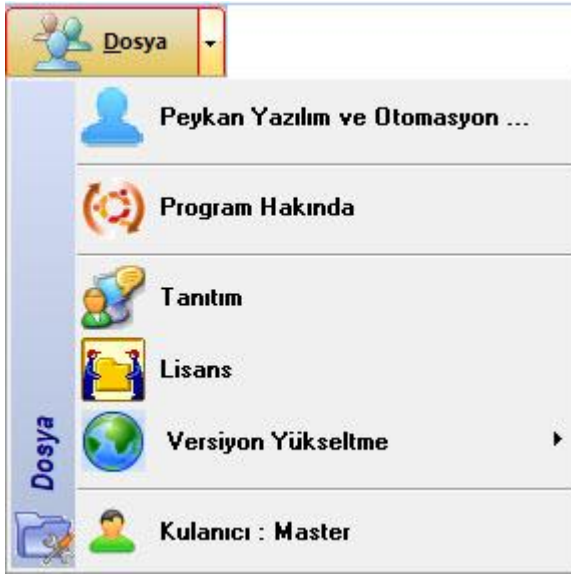 Dosya
Peykan Yazılım ve Otomasyon ...
Program Hakında
Tanıtım
Lisans
Versiyon Yükseltme
Kulanıcı : Master
Dosya